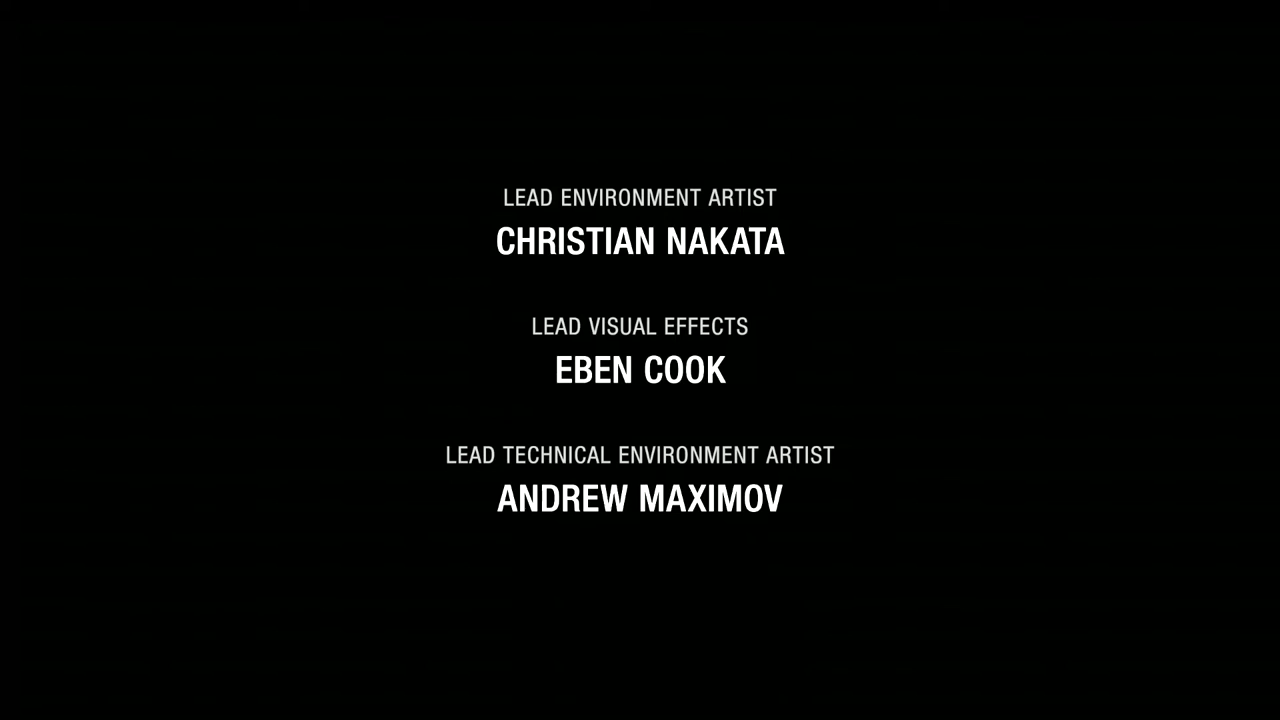 LEAD ENVIRONMENT ARTIST
CHRISTIAN NAKATA
LEAD VISUAL EFFECTS
EBEN COOK
LEAD TECHNICAL ENVIRONMENT ARTIST
ANDREW MAXIMOV